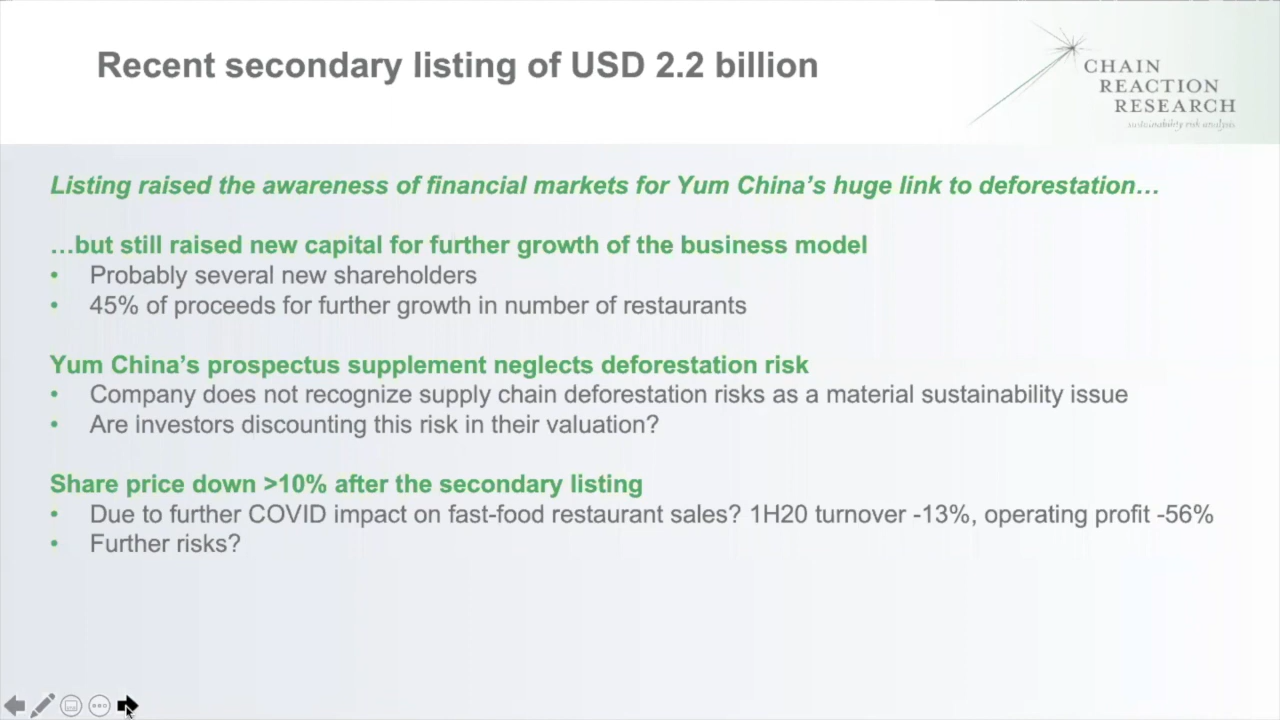 Recent secondary listing of USD 2.2 billion
CHAIN
REACTION
RESEARCH
sustainability risk analysis
Listing raised the awareness of financial markets for Yum China's huge link to deforestation…
…but still raised new capital for further growth of the business model
• Probably several new shareholders
• 45% of proceeds for further growth in number of restaurants
Yum China's prospectus supplement neglects deforestation risk
• Company does not recognize supply chain deforestation risks as a material sustainability issue
• Are investors discounting this risk in their valuation?
Share price down >10% after the secondary listing
• Due to further COVID impact on fast-food restaurant sales? 1H20 turnover -13%, operating profit -56%
• Further risks?